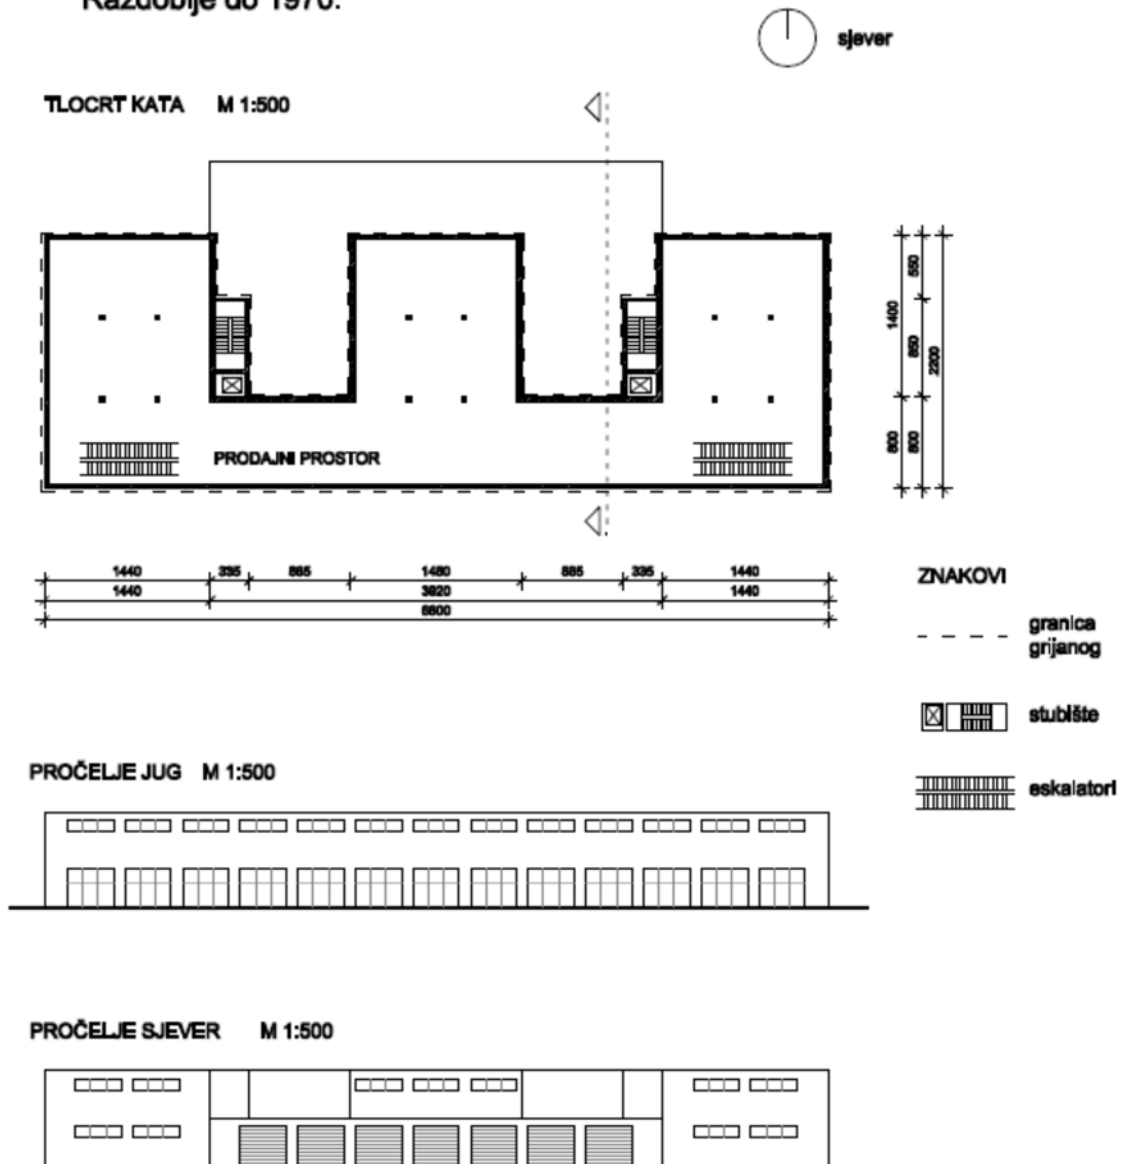 Razdoblje do 1970.
sjever
TLOCRT KATA M 1:500
550
1400
850
2200
800
800
PRODAJNI PROSTOR
1440 335 885 1480 885 335 1440
1440 3920 1440
6800
ZNAKOVI
granica
grijanog
stubište
eskalatori
PROČELJE JUG M 1:500
PROČELJE SJEVER M 1:500